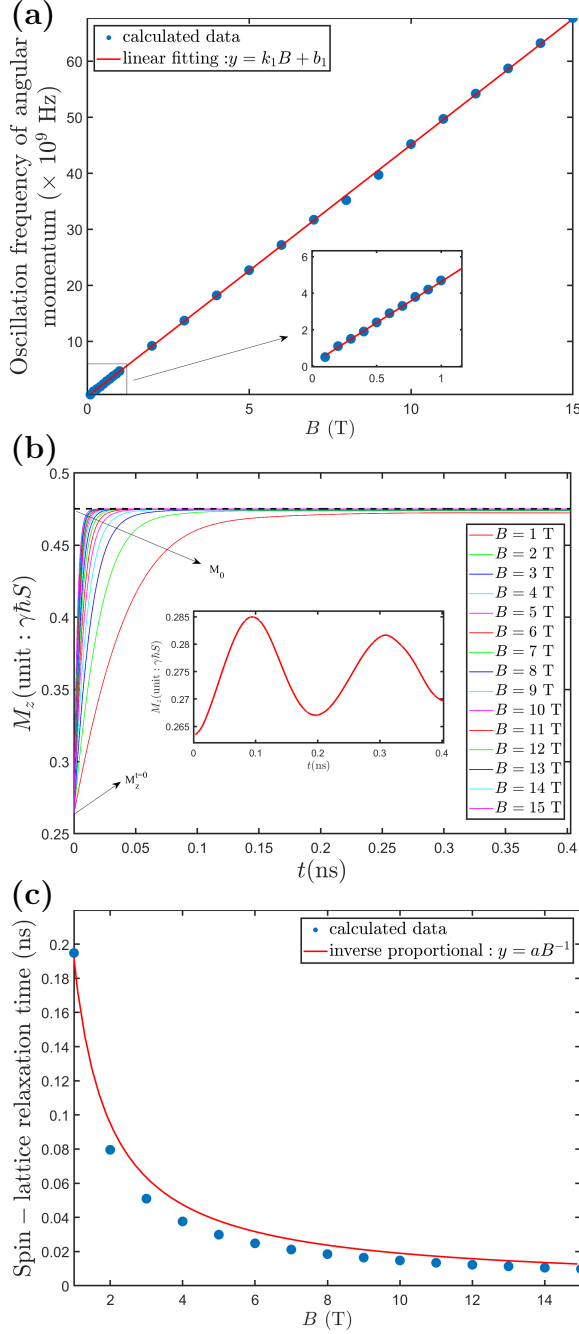 (a)
calculated data
linear fitting : y = k₁B + b₁
Oscillation frequency of angular
momentum (× 10⁹ Hz)
60
50
40
30
20
10
6
4
2
0
0 0.5 1
0 5 10 15
B (T)
(b)
M_z(unit : γℏS)
0.5
0.45
0.4
0.35
0.3
0.25
M₀
M_z^{t=0}
B = 1 T
B = 2 T
B = 3 T
B = 4 T
B = 5 T
B = 6 T
B = 7 T
B = 8 T
B = 9 T
B = 10 T
B = 11 T
B = 12 T
B = 13 T
B = 14 T
B = 15 T
M_z(unit : γℏS)
0.285
0.28
0.275
0.27
0.265
0 0.1 0.2 0.3 0.4
t(ns)
0 0.05 0.1 0.15 0.2 0.25 0.3 0.35 0.4
t(ns)
(c)
calculated data
inverse proportional : y = aB⁻¹
Spin − lattice relaxation time (ns)
0.2
0.18
0.16
0.14
0.12
0.1
0.08
0.06
0.04
0.02
0
2 4 6 8 10 12 14
B (T)